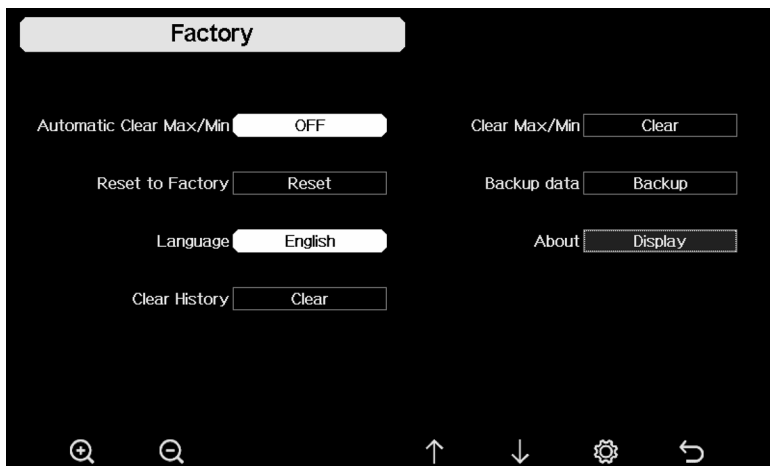 Factory
Automatic Clear Max/Min OFF Clear Max/Min Clear
Reset to Factory Reset Backup data Backup
Language English About Display
Clear History Clear